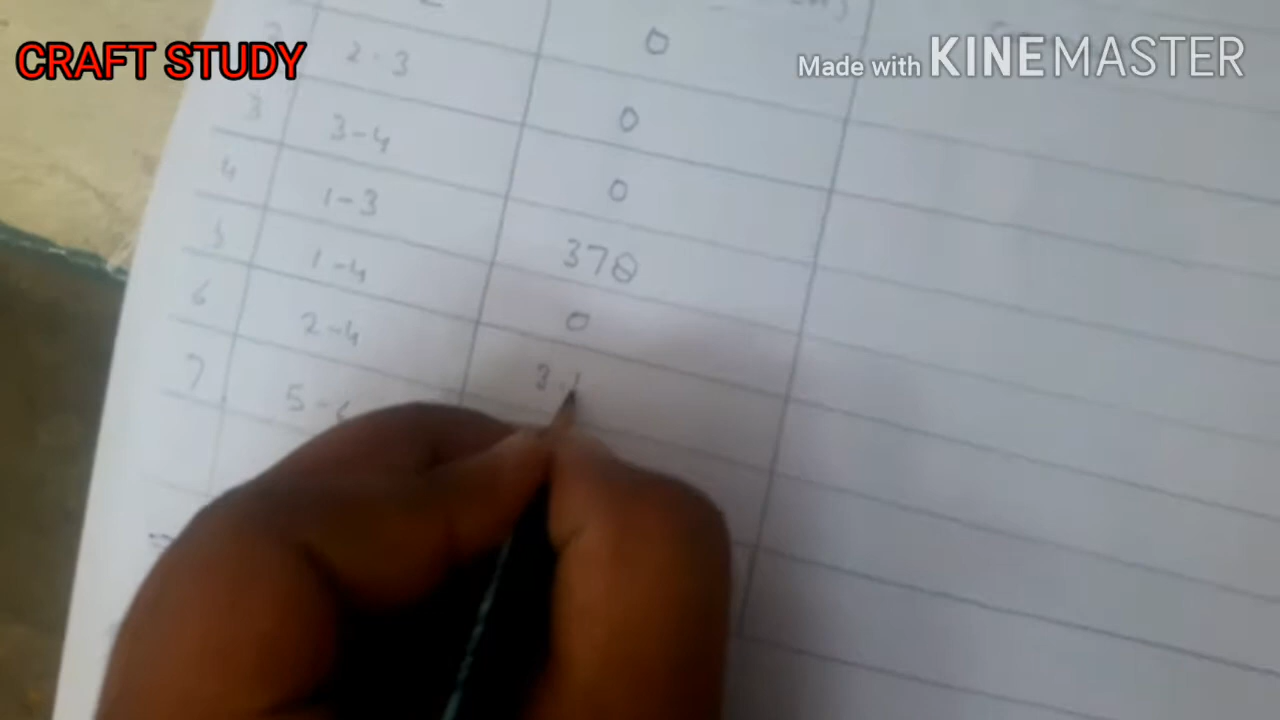 CRAFT STUDY
Made with KINEMASTER
2-3 0
3 3-4 0
4 1-3 0
5 1-4 378
6 2-4 0
7